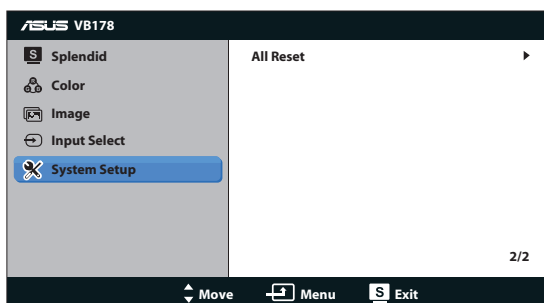 ASUS VB178
S Splendid
Color
Image
Input Select
System Setup
All Reset
2/2
Move Menu S Exit